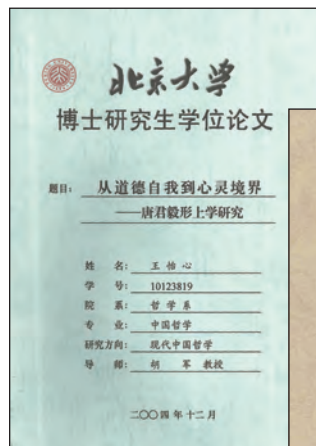 北京大学
博士研究生学位论文
题目: 从道德自我到心灵境界
——唐君毅形上学研究
姓 名: 王怡心
学 号: 10123819
院 系: 哲学系
专 业: 中国哲学
研究方向: 现代中国哲学
导 师: 胡 军 教授
二〇〇四年十二月